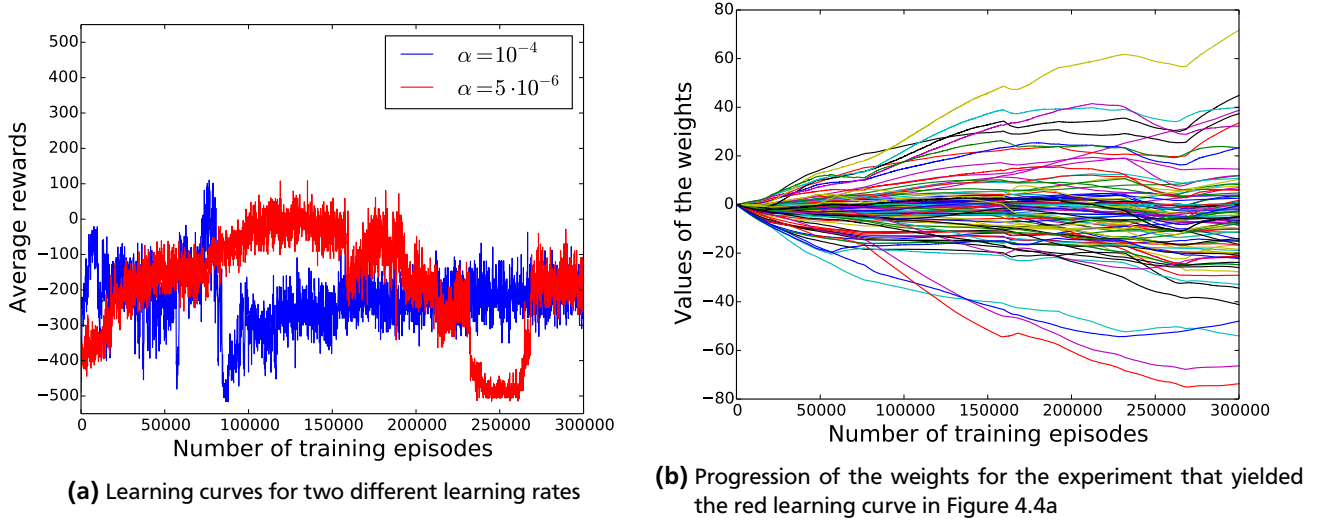 500
400
300
200
100
0
−100
−200
−300
−400
−500
Average rewards
α=10⁻⁴
α=5·10⁻⁶
0 50000 100000 150000 200000 250000 300000
Number of training episodes
(a) Learning curves for two different learning rates
80
60
40
20
0
−20
−40
−60
−80
Values of the weights
0 50000 100000 150000 200000 250000 300000
Number of training episodes
(b) Progression of the weights for the experiment that yielded
the red learning curve in Figure 4.4a